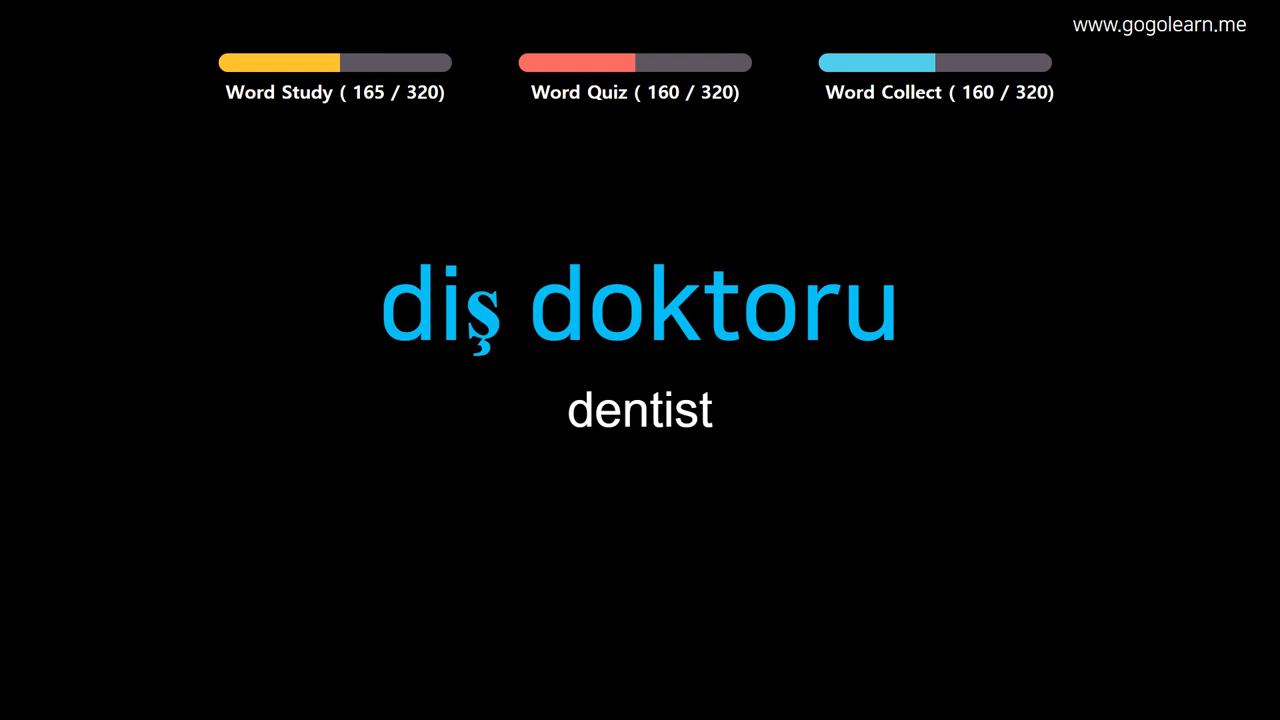 www.gogolearn.me
Word Study ( 165 / 320)
Word Quiz ( 160 / 320)
Word Collect ( 160 / 320)
diş doktoru
dentist